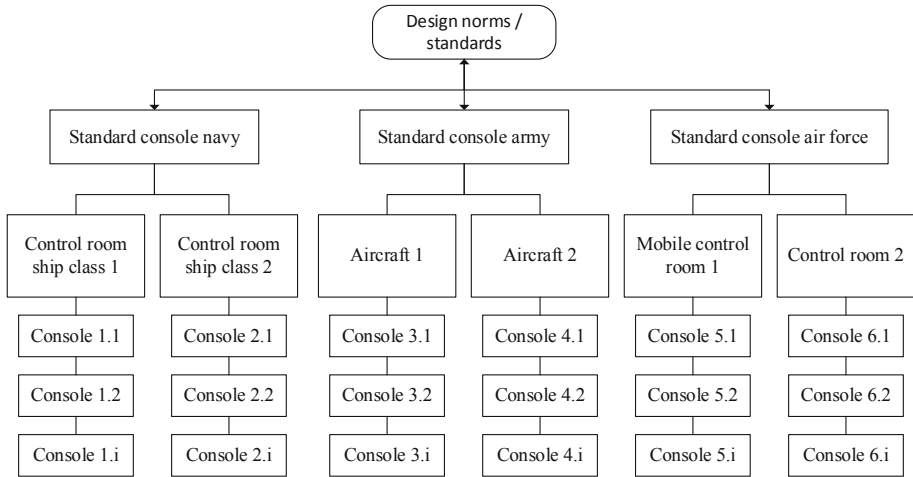 Design norms /
standards
Standard console navy
Standard console army
Standard console air force
Control room
ship class 1
Control room
ship class 2
Aircraft 1
Aircraft 2
Mobile control
room 1
Control room 2
Console 1.1
Console 2.1
Console 3.1
Console 4.1
Console 5.1
Console 6.1
Console 1.2
Console 2.2
Console 3.2
Console 4.2
Console 5.2
Console 6.2
Console 1.i
Console 2.i
Console 3.i
Console 4.i
Console 5.i
Console 6.i